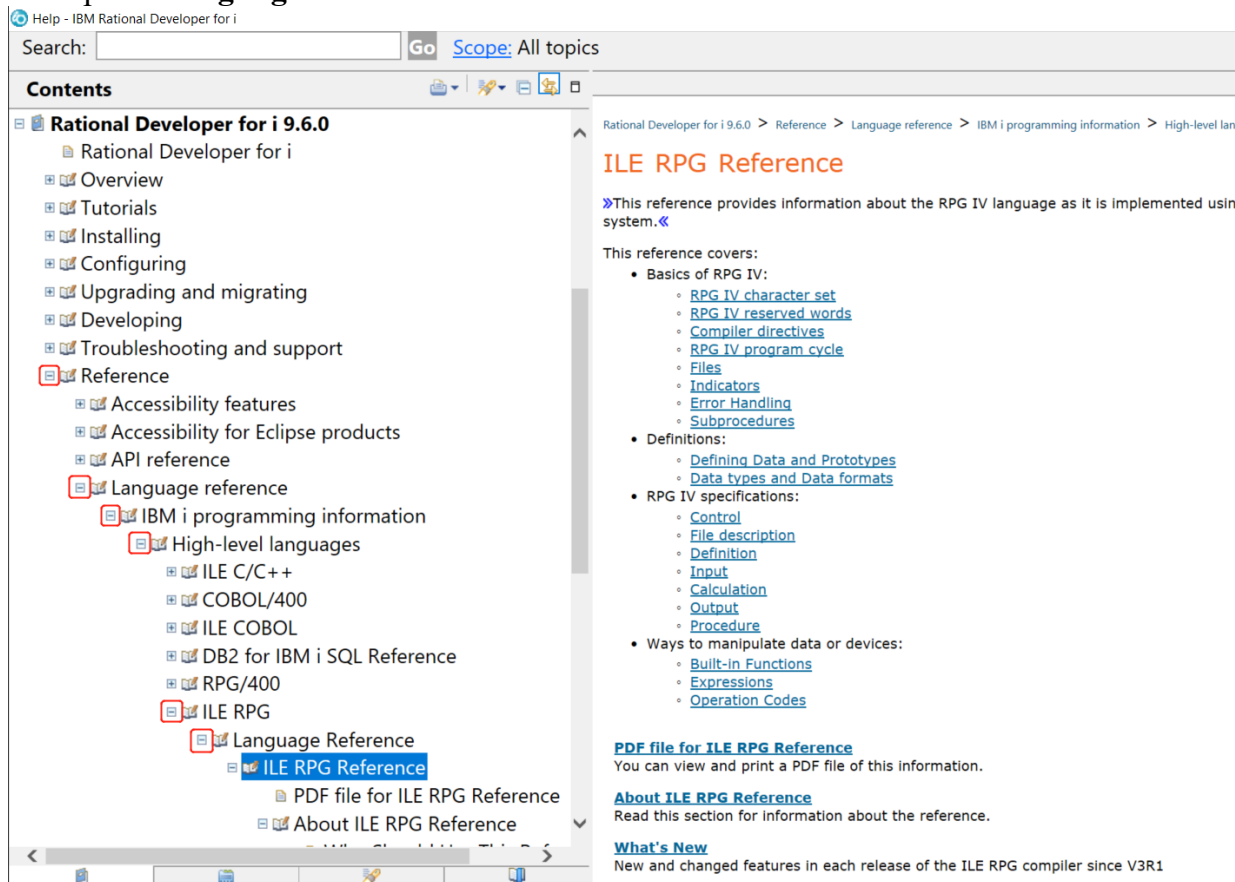 Help - IBM Rational Developer for i
Search: Go Scope: All topics
Contents
Rational Developer for i 9.6.0
Rational Developer for i
Overview
Tutorials
Installing
Configuring
Upgrading and migrating
Developing
Troubleshooting and support
Reference
Accessibility features
Accessibility for Eclipse products
API reference
Language reference
IBM i programming information
High-level languages
ILE C/C++
COBOL/400
ILE COBOL
DB2 for IBM i SQL Reference
RPG/400
ILE RPG
Language Reference
ILE RPG Reference
PDF file for ILE RPG Reference
About ILE RPG Reference
Rational Developer for i 9.6.0 > Reference > Language reference > IBM i programming information > High-level lan
ILE RPG Reference
»This reference provides information about the RPG IV language as it is implemented usin
system.«
This reference covers:
• Basics of RPG IV:
◦ RPG IV character set
◦ RPG IV reserved words
◦ Compiler directives
◦ RPG IV program cycle
◦ Files
◦ Indicators
◦ Error Handling
◦ Subprocedures
• Definitions:
◦ Defining Data and Prototypes
◦ Data types and Data formats
• RPG IV specifications:
◦ Control
◦ File description
◦ Definition
◦ Input
◦ Calculation
◦ Output
◦ Procedure
• Ways to manipulate data or devices:
◦ Built-in Functions
◦ Expressions
◦ Operation Codes
PDF file for ILE RPG Reference
You can view and print a PDF file of this information.
About ILE RPG Reference
Read this section for information about the reference.
What's New
New and changed features in each release of the ILE RPG compiler since V3R1